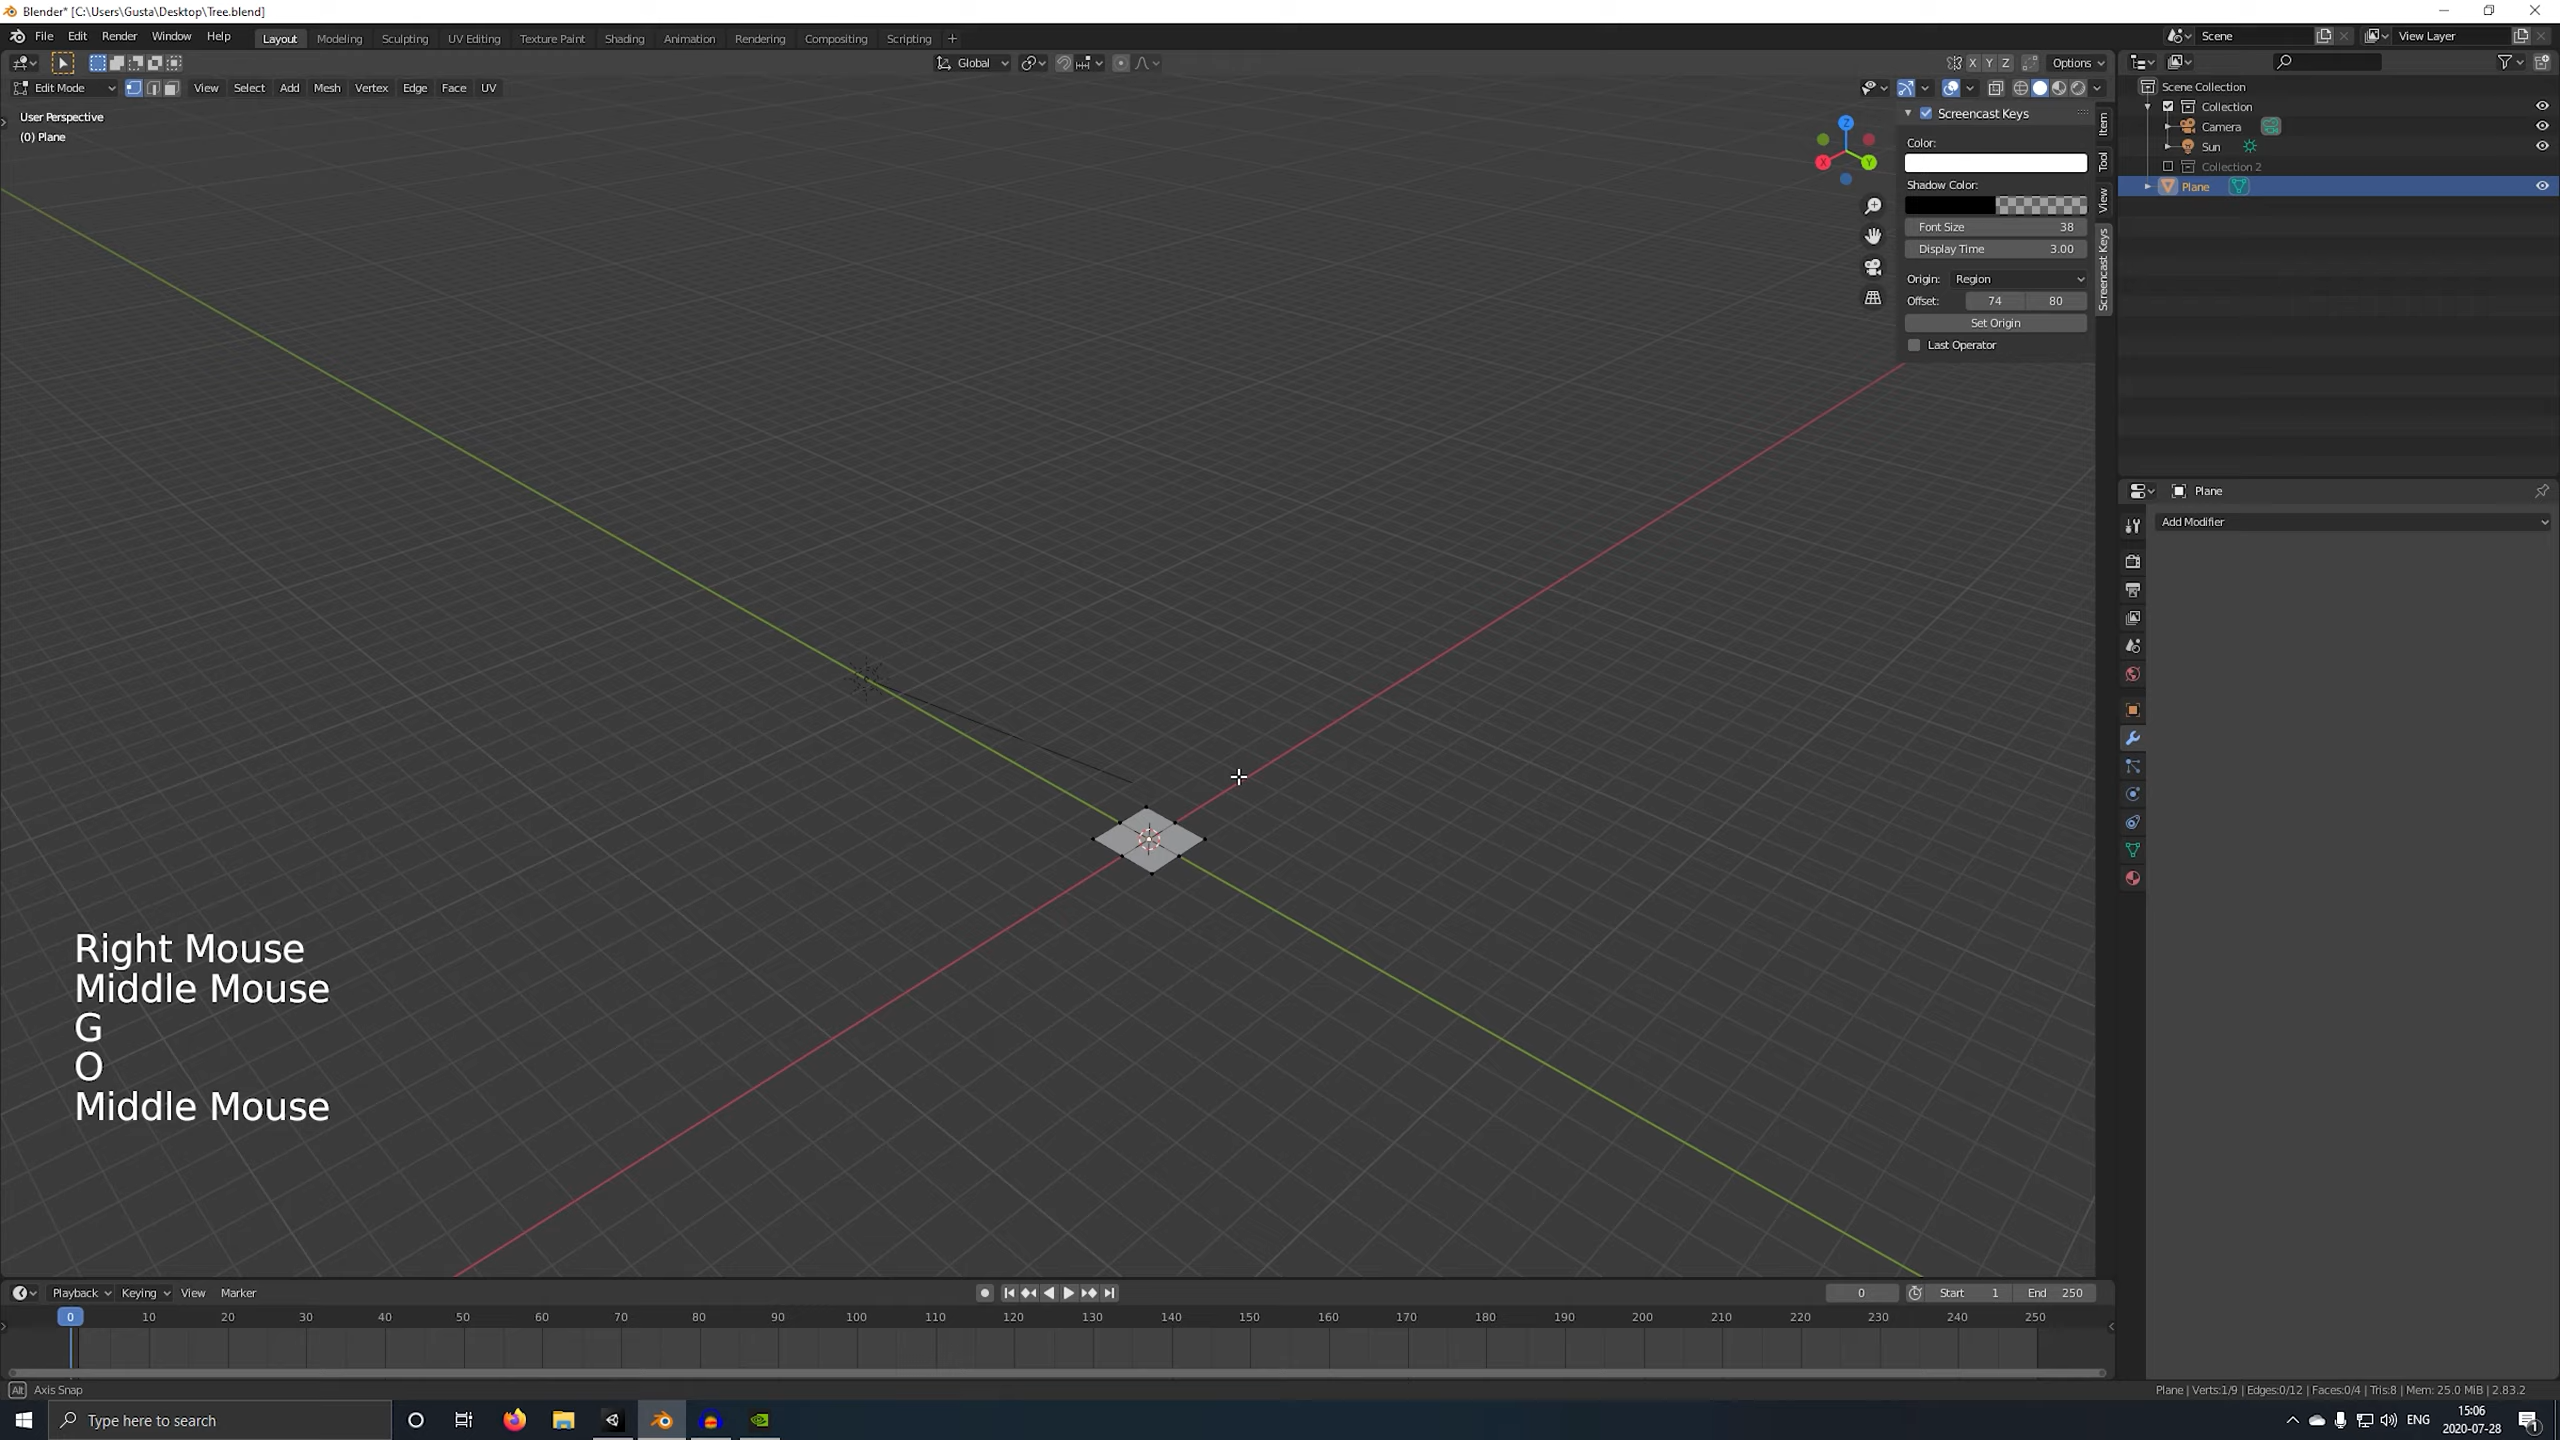 Blender* [C:\Users\Gusta\Desktop\Tree.blend]
File Edit Render Window Help
Layout Modeling Sculpting UV Editing Texture Paint Shading Animation Rendering Compositing Scripting +
Scene
View Layer
Global
X Y Z
Options
Edit Mode View Select Add Mesh Vertex Edge Face UV
User Perspective
(0) Plane
Z
X
Y
Screencast Keys
Color:
Shadow Color:
Font Size 38
Display Time 3.00
Origin: Region
Offset: 74 80
Set Origin
Last Operator
Item
Tool
View
Screencast Keys
Scene Collection
Collection
Camera
Sun
Collection 2
Plane
Plane
Add Modifier
Right Mouse
Middle Mouse
G
O
Middle Mouse
Playback Keying View Marker
0
Start 1
End 250
0 10 20 30 40 50 60 70 80 90 100 110 120 130 140 150 160 170 180 190 200 210 220 230 240 250
Alt Axis Snap
Plane | Verts:1/9 | Edges:0/12 | Faces:0/4 | Tris:8 | Mem: 25.0 MiB | 2.83.2
Type here to search
ENG
15:06
2020-07-28
1